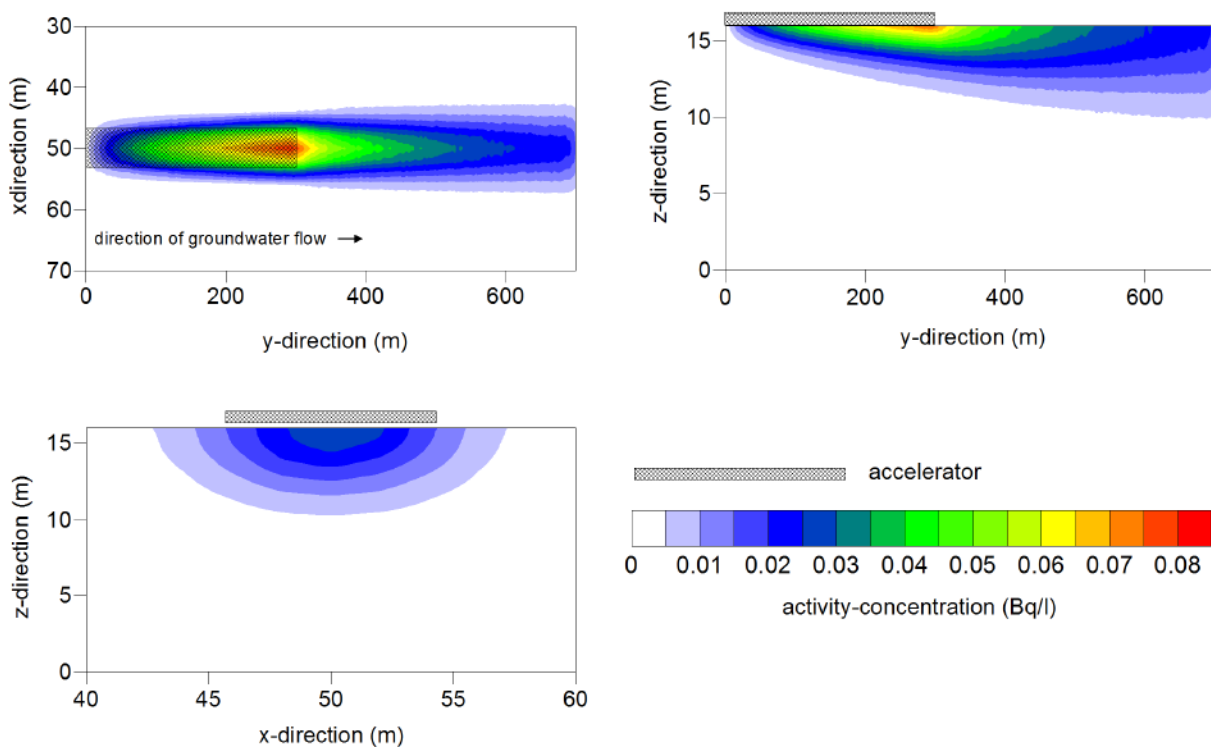 30
40
50
60
70
xdirection (m)
direction of groundwater flow
0 200 400 600
y-direction (m)
15
10
5
0
z-direction (m)
0 200 400 600
y-direction (m)
15
10
5
0
z-direction (m)
40 45 50 55 60
x-direction (m)
accelerator
0 0.01 0.02 0.03 0.04 0.05 0.06 0.07 0.08
activity-concentration (Bq/l)